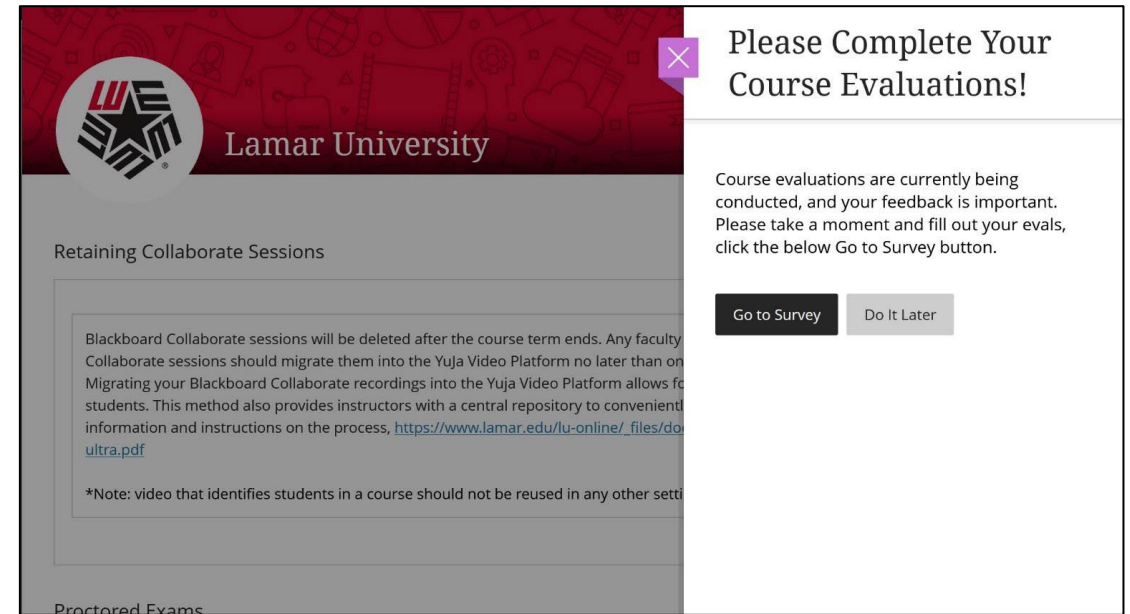 LU
Lamar University
Retaining Collaborate Sessions
Blackboard Collaborate sessions will be deleted after the course term ends. Any faculty
Collaborate sessions should migrate them into the YuJa Video Platform no later than on
Migrating your Blackboard Collaborate recordings into the Yuja Video Platform allows fo
students. This method also provides instructors with a central repository to convenientl
information and instructions on the process, https://www.lamar.edu/lu-online/_files/do
ultra.pdf
*Note: video that identifies students in a course should not be reused in any other setti
Proctored Exams
Please Complete Your
Course Evaluations!
Course evaluations are currently being
conducted, and your feedback is important.
Please take a moment and fill out your evals,
click the below Go to Survey button.
Go to Survey
Do It Later